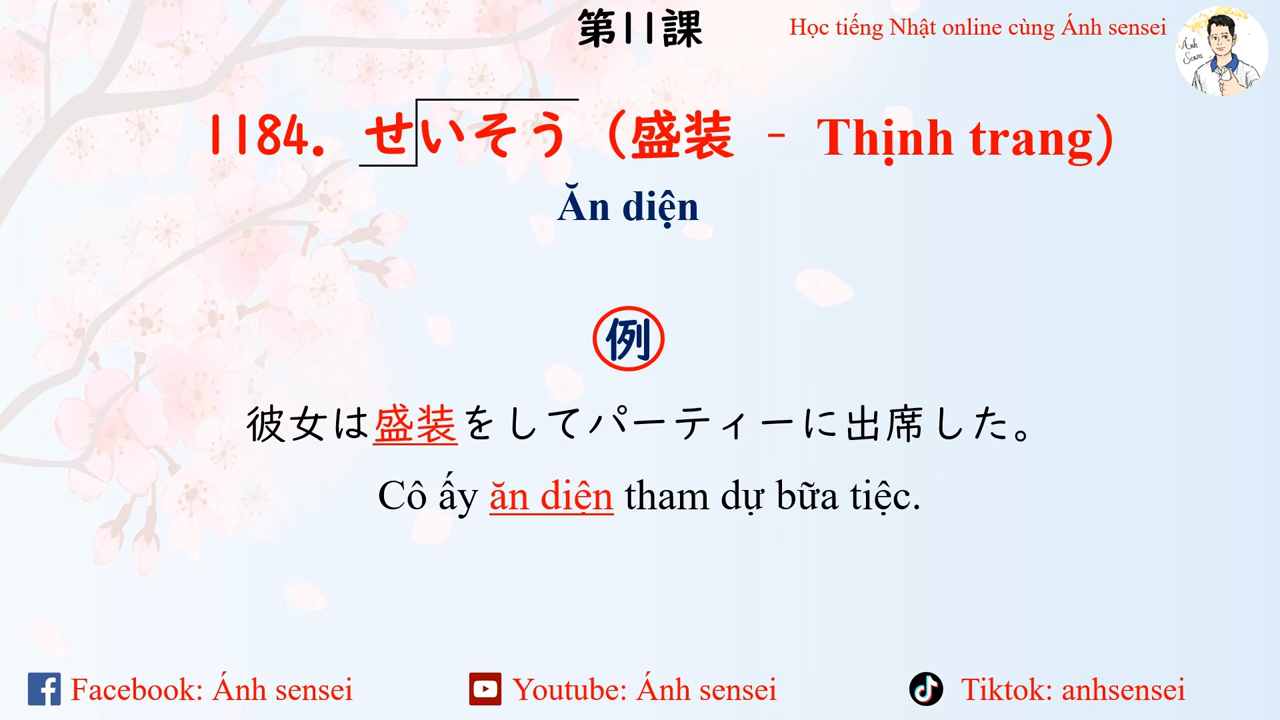 第11課
Học tiếng Nhật online cùng Ánh sensei
Ánh Sensei
1184. せいそう（盛装 - Thịnh trang）
Ăn diện
例
彼女は盛装をしてパーティーに出席した。
Cô ấy ăn diện tham dự bữa tiệc.
Facebook: Ánh sensei
Youtube: Ánh sensei
Tiktok: anhsensei